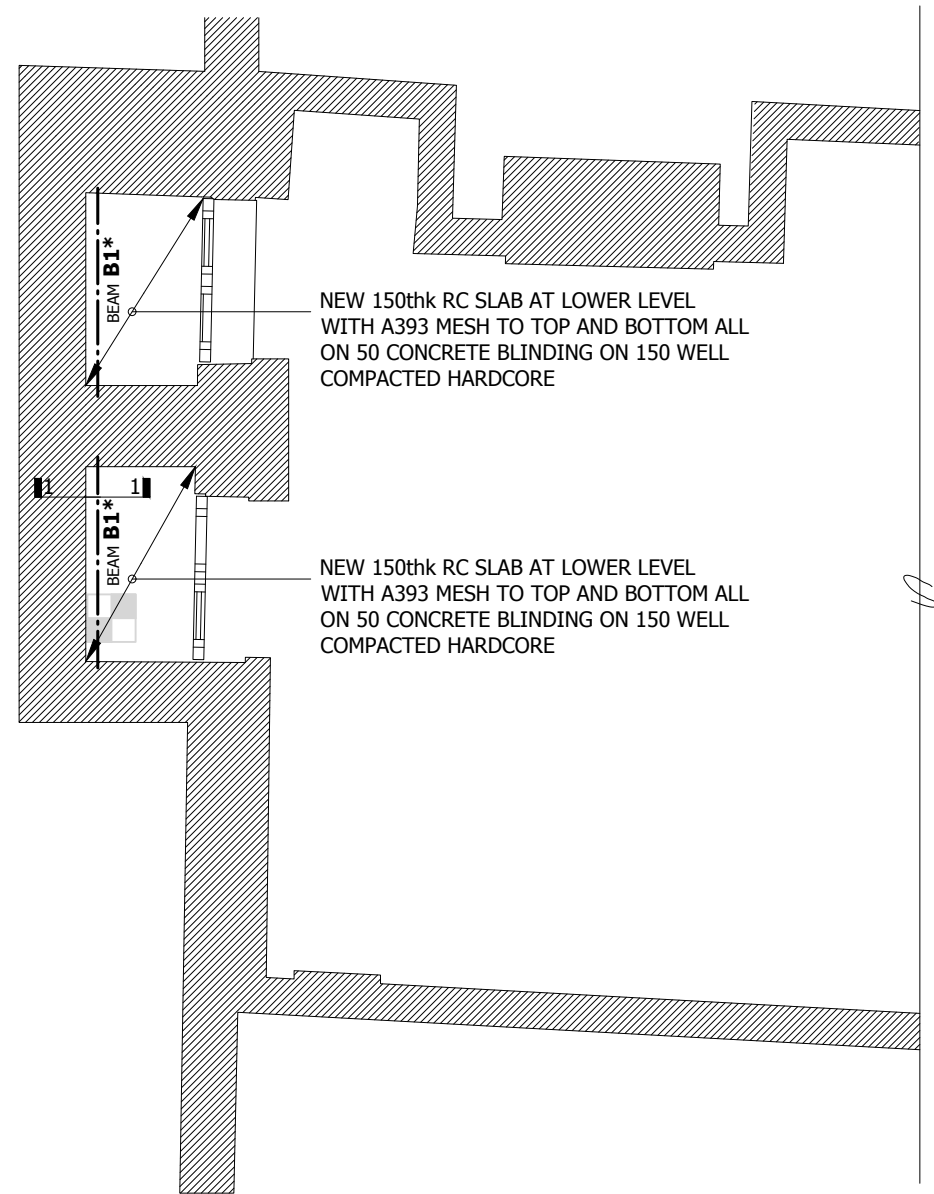 BEAM B1*
NEW 150thk RC SLAB AT LOWER LEVEL
WITH A393 MESH TO TOP AND BOTTOM ALL
ON 50 CONCRETE BLINDING ON 150 WELL
COMPACTED HARDCORE
1 1
BEAM B1*
NEW 150thk RC SLAB AT LOWER LEVEL
WITH A393 MESH TO TOP AND BOTTOM ALL
ON 50 CONCRETE BLINDING ON 150 WELL
COMPACTED HARDCORE